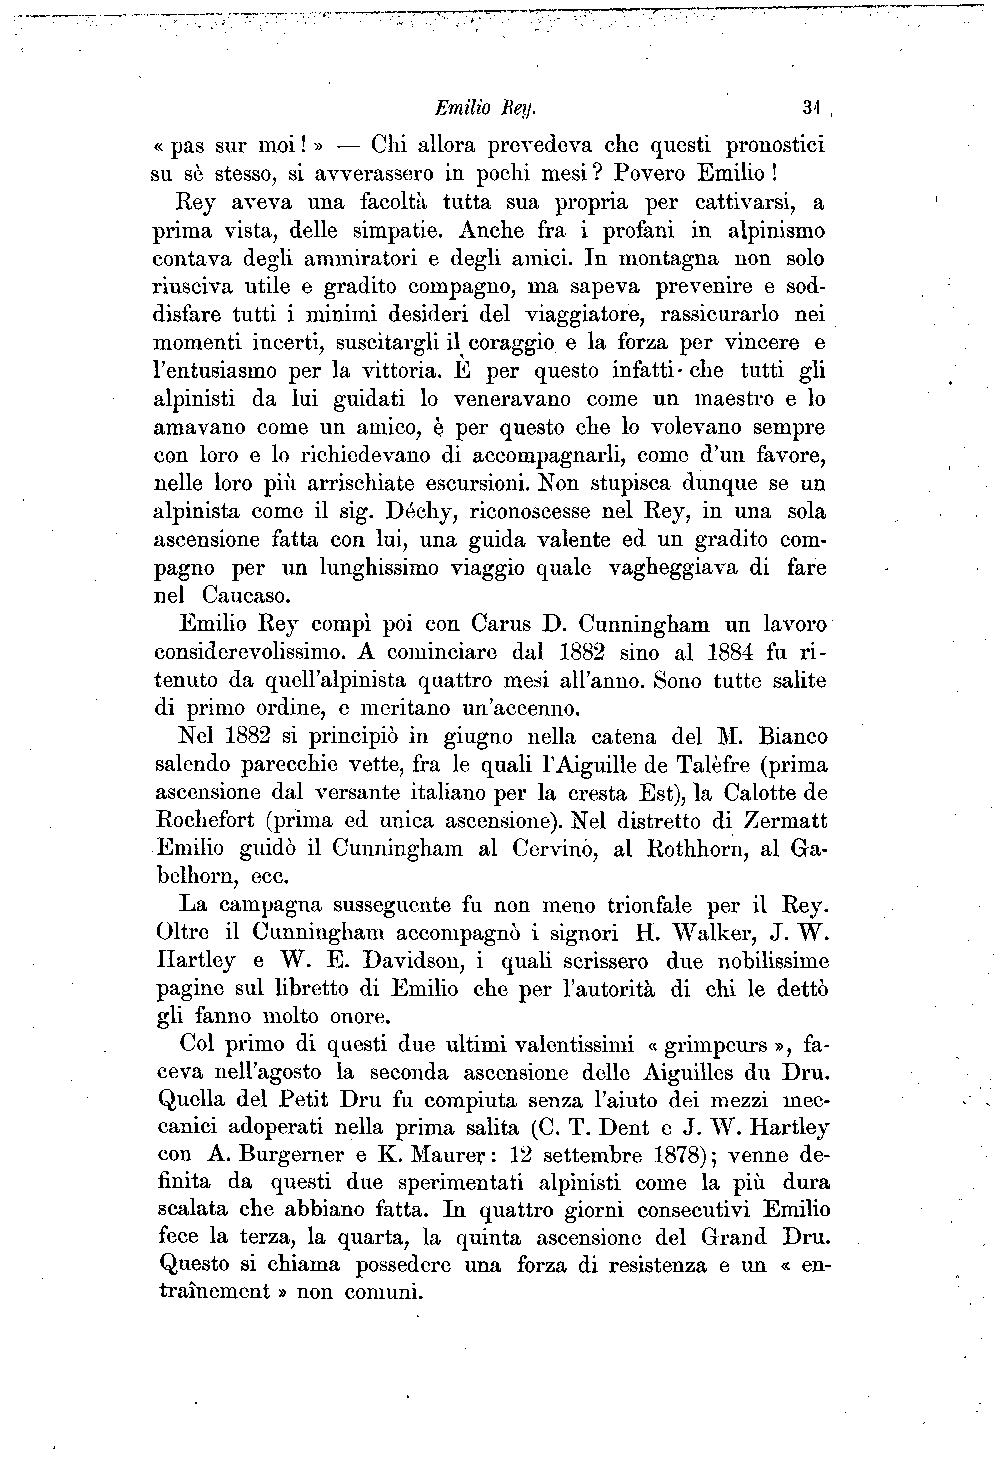 Emilio Rey. 31
« pas sur moi ! » — Chi allora prevedeva che questi pronostici
su sè stesso, si avverassero in pochi mesi ? Povero Emilio !
Rey aveva una facoltà tutta sua propria per cattivarsi, a
prima vista, delle simpatie. Anche fra i profani in alpinismo
contava degli ammiratori e degli amici. In montagna non solo
riusciva utile e gradito compagno, ma sapeva prevenire e sod-
disfare tutti i minimi desideri del viaggiatore, rassicurarlo nei
momenti incerti, suscitargli il coraggio e la forza per vincere e
l'entusiasmo per la vittoria. È per questo infatti che tutti gli
alpinisti da lui guidati lo veneravano come un maestro e lo
amavano come un amico, è per questo che lo volevano sempre
con loro e lo richiedevano di accompagnarli, come d'un favore,
nelle loro più arrischiate escursioni. Non stupisca dunque se un
alpinista come il sig. Déchy, riconoscesse nel Rey, in una sola
ascensione fatta con lui, una guida valente ed un gradito com-
pagno per un lunghissimo viaggio quale vagheggiava di fare
nel Caucaso.
Emilio Rey compì poi con Carus D. Cunningham un lavoro
considerevolissimo. A cominciare dal 1882 sino al 1884 fu ri-
tenuto da quell'alpinista quattro mesi all'anno. Sono tutte salite
di primo ordine, e meritano un'accenno.
Nel 1882 si principiò in giugno nella catena del M. Bianco
salendo parecchie vette, fra le quali l'Aiguille de Talèfre (prima
ascensione dal versante italiano per la cresta Est), la Calotte de
Rochefort (prima ed unica ascensione). Nel distretto di Zermatt
Emilio guidò il Cunningham al Cervino, al Rothhorn, al Ga-
belhorn, ecc.
La campagna susseguente fu non meno trionfale per il Rey.
Oltre il Cunningham accompagnò i signori H. Walker, J. W.
Hartley e W. E. Davidson, i quali scrissero due nobilissime
pagine sul libretto di Emilio che per l'autorità di chi le dettò
gli fanno molto onore.
Col primo di questi due ultimi valentissimi « grimpeurs », fa-
ceva nell'agosto la seconda ascensione delle Aiguilles du Dru.
Quella del Petit Dru fu compiuta senza l'aiuto dei mezzi mec-
canici adoperati nella prima salita (C. T. Dent e J. W. Hartley
con A. Burgerner e K. Maurer : 12 settembre 1878) ; venne de-
finita da questi due sperimentati alpinisti come la più dura
scalata che abbiano fatta. In quattro giorni consecutivi Emilio
fece la terza, la quarta, la quinta ascensione del Grand Dru.
Questo si chiama possedere una forza di resistenza e un « en-
traînement » non comuni.